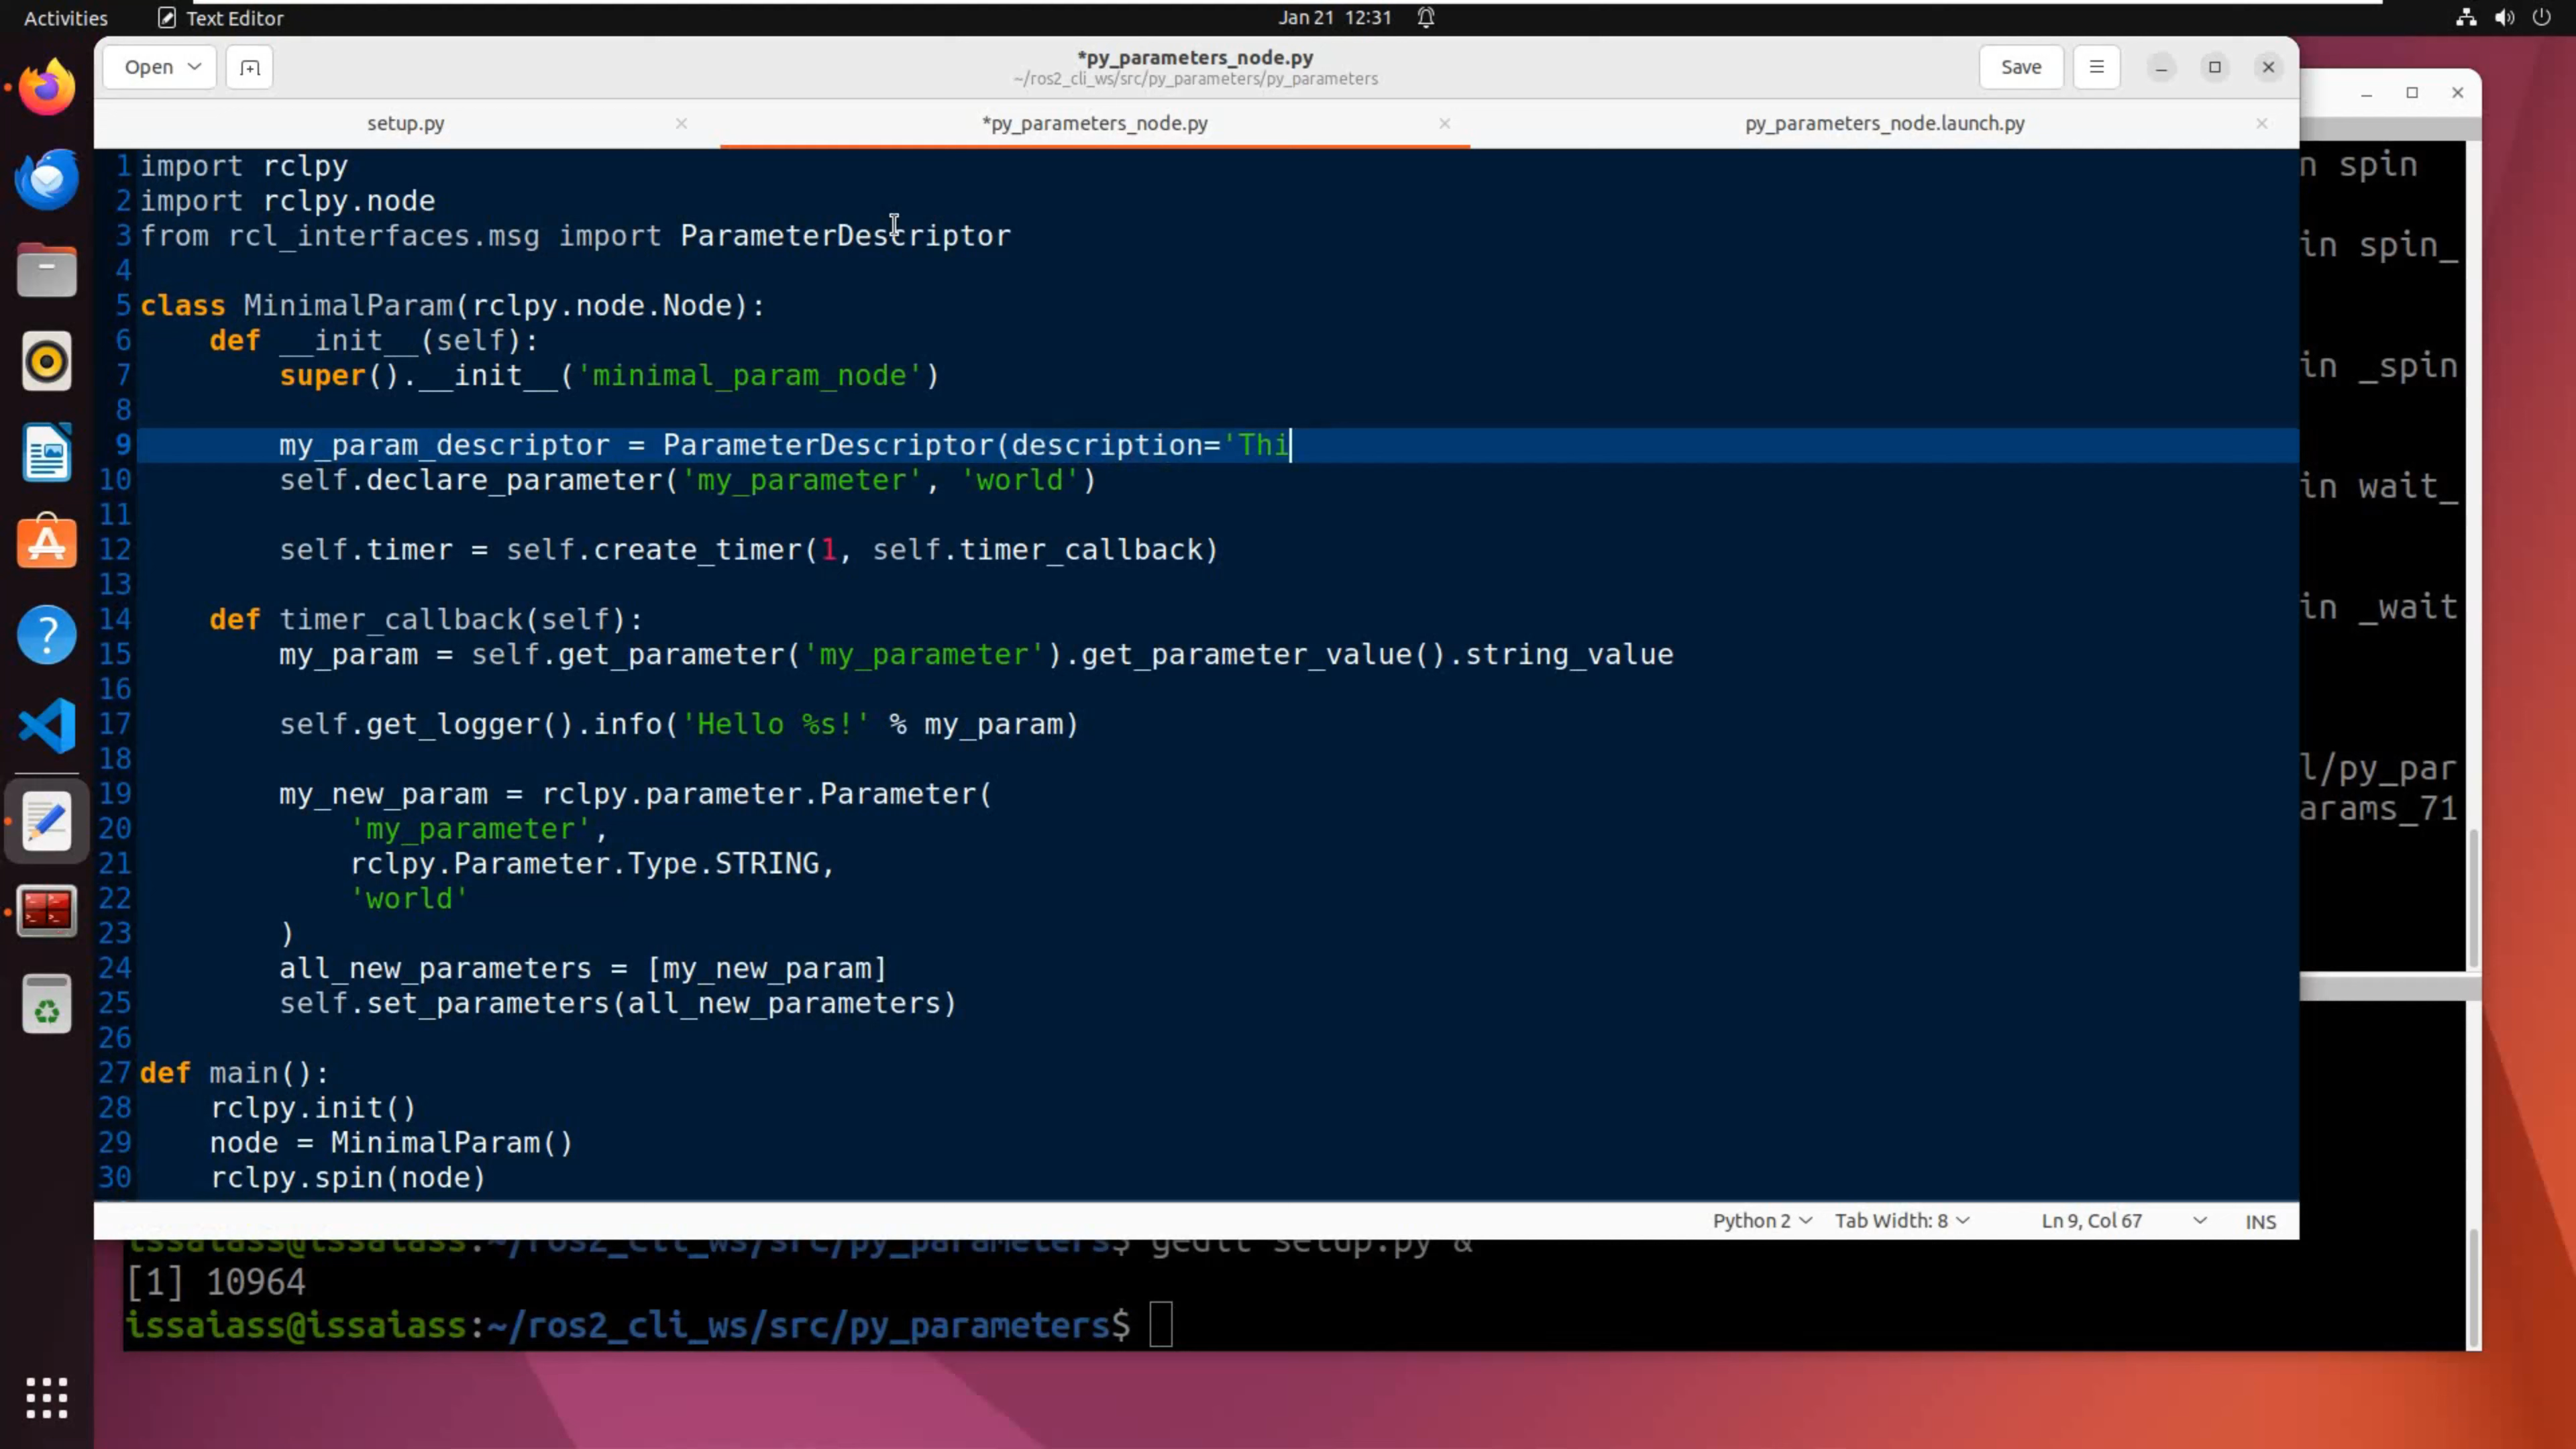 Activities Text Editor Jan 21 12:31
Open *py_parameters_node.py Save
~/ros2_cli_ws/src/py_parameters/py_parameters
setup.py *py_parameters_node.py py_parameters_node.launch.py
1 import rclpy
2 import rclpy.node
3 from rcl_interfaces.msg import ParameterDescriptor
4
5 class MinimalParam(rclpy.node.Node):
6 def __init__(self):
7 super().__init__('minimal_param_node')
8
9 my_param_descriptor = ParameterDescriptor(description='Thi
10 self.declare_parameter('my_parameter', 'world')
11
12 self.timer = self.create_timer(1, self.timer_callback)
13
14 def timer_callback(self):
15 my_param = self.get_parameter('my_parameter').get_parameter_value().string_value
16
17 self.get_logger().info('Hello %s!' % my_param)
18
19 my_new_param = rclpy.parameter.Parameter(
20 'my_parameter',
21 rclpy.Parameter.Type.STRING,
22 'world'
23 )
24 all_new_parameters = [my_new_param]
25 self.set_parameters(all_new_parameters)
26
27 def main():
28 rclpy.init()
29 node = MinimalParam()
30 rclpy.spin(node)
Python 2 Tab Width: 8 Ln 9, Col 67 INS
n spin
in spin_
in _spin
in wait_
in _wait
l/py_par
arams_71
issaiass@issaiass:~/ros2_cli_ws/src/py_parameters$ gedit setup.py &
[1] 10964
issaiass@issaiass:~/ros2_cli_ws/src/py_parameters$